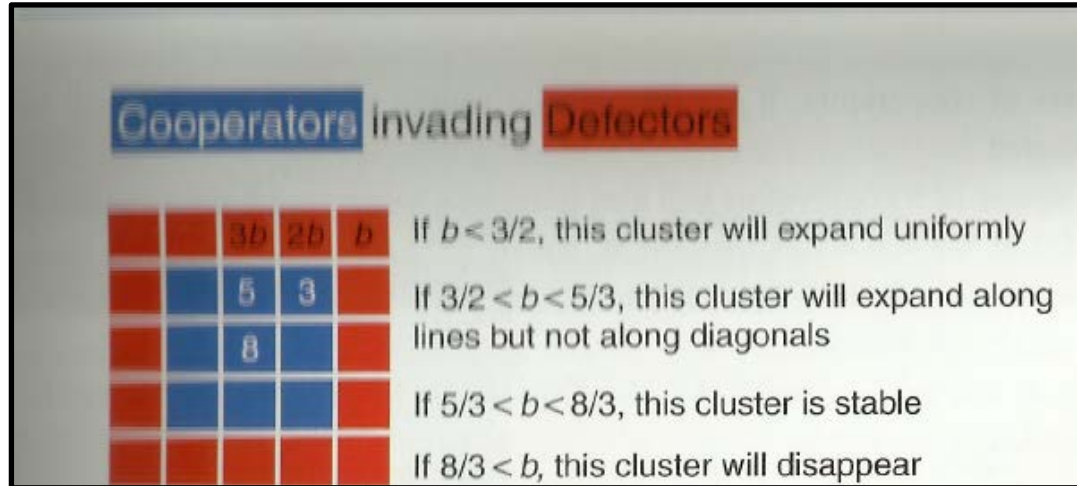 Cooperators invading Defectors
3b 2b b
If b < 3/2, this cluster will expand uniformly
5 3
If 3/2 < b < 5/3, this cluster will expand along
lines but not along diagonals
8
If 5/3 < b < 8/3, this cluster is stable
If 8/3 < b, this cluster will disappear